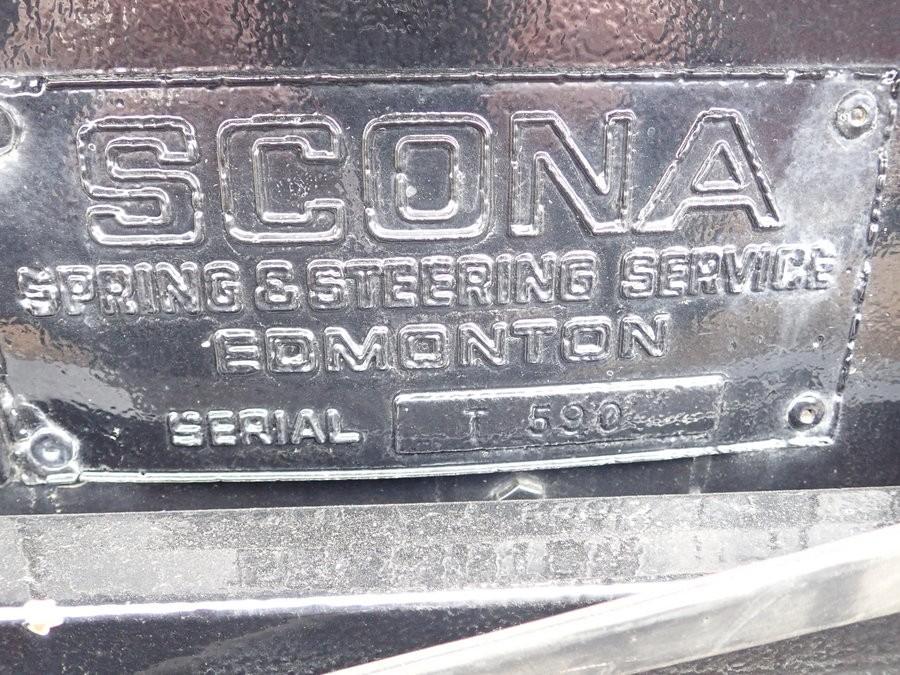 SCONA
SPRING & STEERING SERVICE
EDMONTON
SERIAL T 590